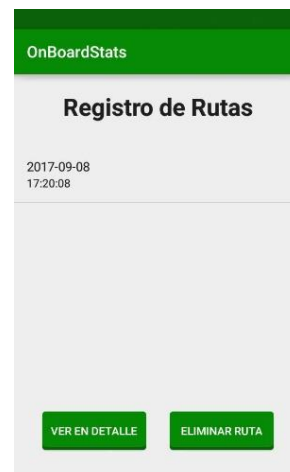 OnBoardStats
Registro de Rutas
2017-09-08
17:20:08
VER EN DETALLE ELIMINAR RUTA